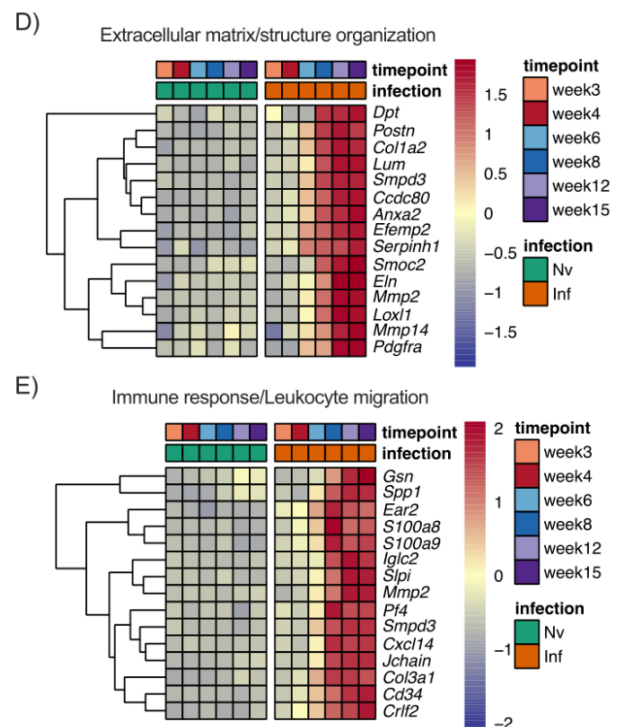 D)
Extracellular matrix/structure organization
timepoint
infection
Dpt
Postn
Col1a2
Lum
Smpd3
Ccdc80
Anxa2
Efemp2
Serpinh1
Smoc2
Eln
Mmp2
Loxl1
Mmp14
Pdgfra
1.5
1
0.5
0
−0.5
−1
−1.5
timepoint
week3
week4
week6
week8
week12
week15
infection
Nv
Inf
E)
Immune response/Leukocyte migration
timepoint
infection
Gsn
Spp1
Ear2
S100a8
S100a9
Iglc2
Slpi
Mmp2
Pf4
Smpd3
Cxcl14
Jchain
Col3a1
Cd34
Crlf2
2
1
0
−1
−2
timepoint
week3
week4
week6
week8
week12
week15
infection
Nv
Inf